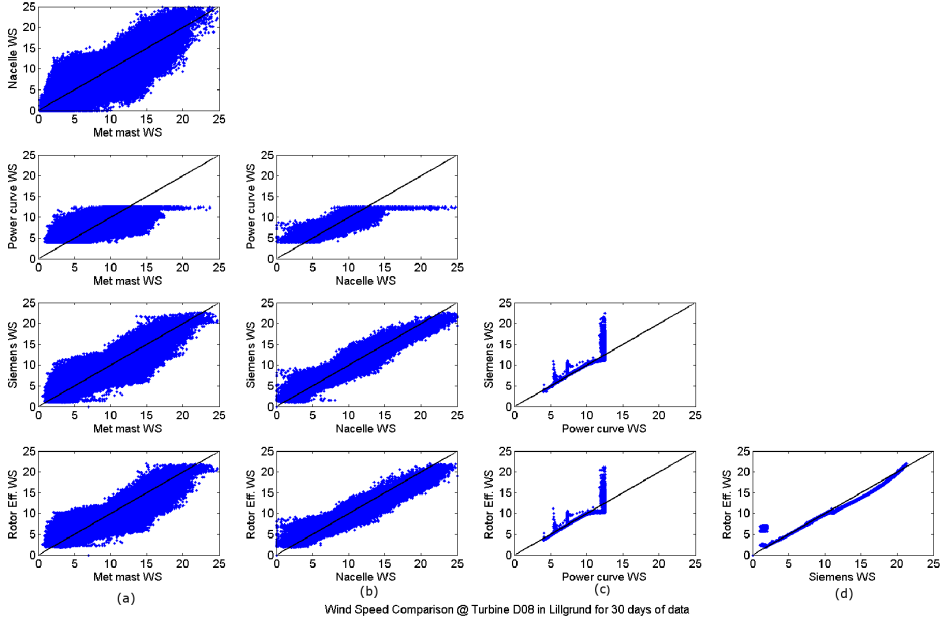 Nacelle WS
25
20
15
10
5
0
0 5 10 15 20 25
Met mast WS
Power curve WS
25
20
15
10
5
0
0 5 10 15 20 25
Met mast WS
25
20
15
10
5
0
0 5 10 15 20 25
Nacelle WS
Power curve WS
Siemens WS
25
20
15
10
5
0
0 5 10 15 20 25
Met mast WS
Siemens WS
25
20
15
10
5
0
0 5 10 15 20 25
Nacelle WS
Siemens WS
25
20
15
10
5
0
0 5 10 15 20 25
Power curve WS
Rotor Eff. WS
25
20
15
10
5
0
0 5 10 15 20 25
Met mast WS
(a)
Rotor Eff. WS
25
20
15
10
5
0
0 5 10 15 20 25
Nacelle WS
(b)
Rotor Eff. WS
25
20
15
10
5
0
0 5 10 15 20 25
Power curve WS
(c)
Rotor Eff. WS
25
20
15
10
5
0
0 5 10 15 20 25
Siemens WS
(d)
Wind Speed Comparison @ Turbine D08 in Lillgrund for 30 days of data